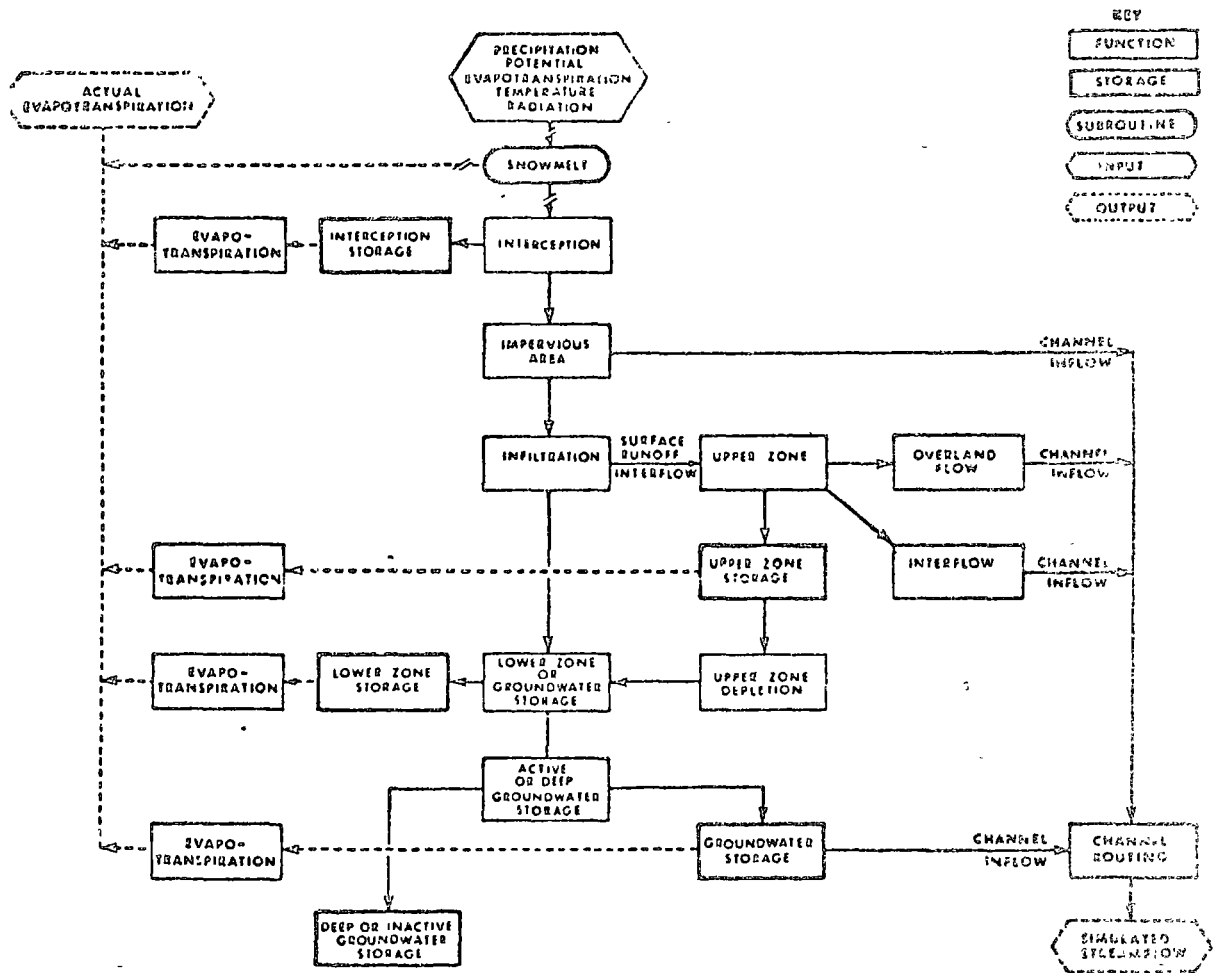 KEY
FUNCTION
STORAGE
SUBROUTINE
INPUT
OUTPUT
PRECIPITATION
POTENTIAL
EVAPOTRANSPIRATION
TEMPERATURE
RADIATION
ACTUAL
EVAPOTRANSPIRATION
SNOWMELT
EVAPO-
TRANSPIRATION
INTERCEPTION
STORAGE
INTERCEPTION
IMPERVIOUS
AREA
CHANNEL
INFLOW
INFILTRATION
SURFACE
RUNOFF
INTERFLOW
UPPER ZONE
OVERLAND
FLOW
CHANNEL
INFLOW
EVAPO-
TRANSPIRATION
UPPER ZONE
STORAGE
INTERFLOW
CHANNEL
INFLOW
EVAPO-
TRANSPIRATION
LOWER ZONE
STORAGE
LOWER ZONE
OR
GROUNDWATER
STORAGE
UPPER ZONE
DEPLETION
ACTIVE
OR DEEP
GROUNDWATER
STORAGE
EVAPO-
TRANSPIRATION
GROUNDWATER
STORAGE
CHANNEL
INFLOW
CHANNEL
ROUTING
DEEP OR INACTIVE
GROUNDWATER
STORAGE
SIMULATED
STREAMFLOW